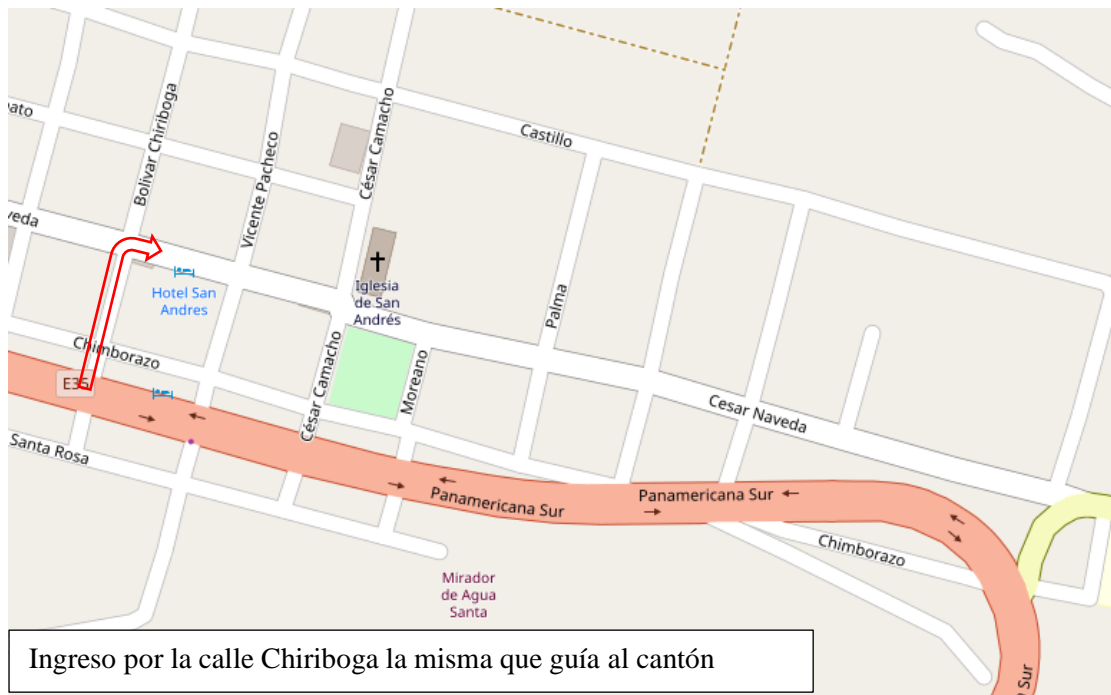 Bolívar Chiriboga
César Camacho
Castillo
Vicente Pacheco
Hotel San
Andres
Iglesia
de San
Andrés
Palma
Chimborazo
César Camacho
Moreano
E35
Cesar Naveda
Santa Rosa
Panamericana Sur
Panamericana Sur
Chimborazo
Mirador
de Agua
Santa
Sur
Ingreso por la calle Chiriboga la misma que guía al cantón